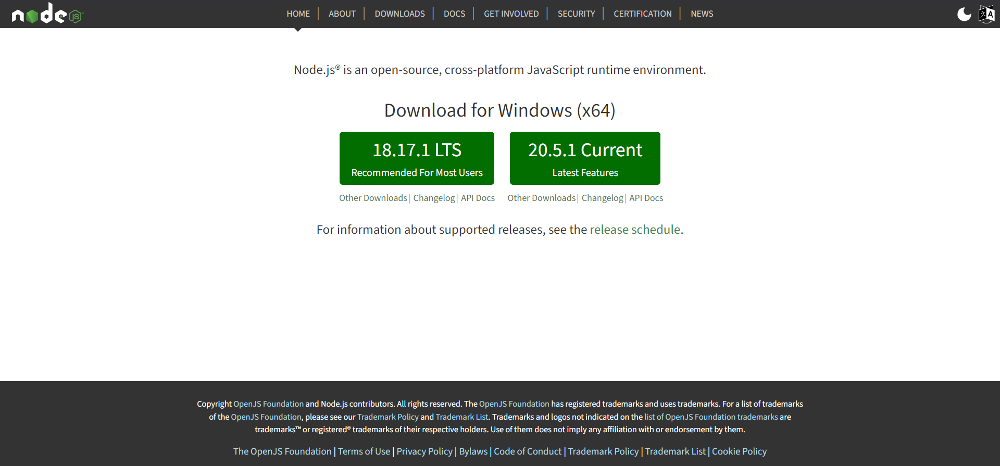 node JS
HOME | ABOUT | DOWNLOADS | DOCS | GET INVOLVED | SECURITY | CERTIFICATION | NEWS
Node.js® is an open-source, cross-platform JavaScript runtime environment.
Download for Windows (x64)
18.17.1 LTS
Recommended For Most Users
Other Downloads | Changelog | API Docs
20.5.1 Current
Latest Features
Other Downloads | Changelog | API Docs
For information about supported releases, see the release schedule.
Copyright OpenJS Foundation and Node.js contributors. All rights reserved. The OpenJS Foundation has registered trademarks and uses trademarks. For a list of trademarks
of the OpenJS Foundation, please see our Trademark Policy and Trademark List. Trademarks and logos not indicated on the list of OpenJS Foundation trademarks are
trademarks™ or registered® trademarks of their respective holders. Use of them does not imply any affiliation with or endorsement by them.
The OpenJS Foundation | Terms of Use | Privacy Policy | Bylaws | Code of Conduct | Trademark Policy | Trademark List | Cookie Policy